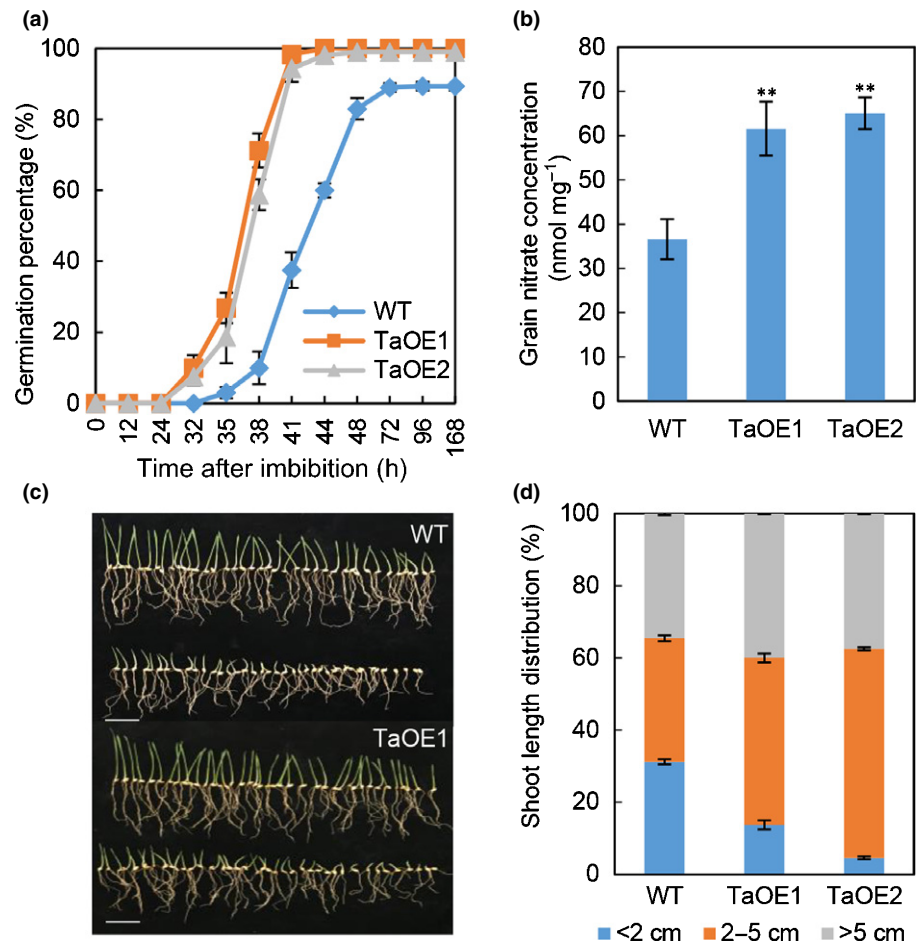 (a)
Germination percentage (%)
100
80
60
40
20
0
0 12 24 32 35 38 41 44 48 72 96 168
Time after imbibition (h)
WT
TaOE1
TaOE2
(b)
Grain nitrate concentration
(nmol mg⁻¹)
80
70
60
50
40
30
20
10
0
** **
WT TaOE1 TaOE2
(c)
WT
TaOE1
(d)
Shoot length distribution (%)
100
80
60
40
20
0
WT TaOE1 TaOE2
<2 cm 2–5 cm >5 cm